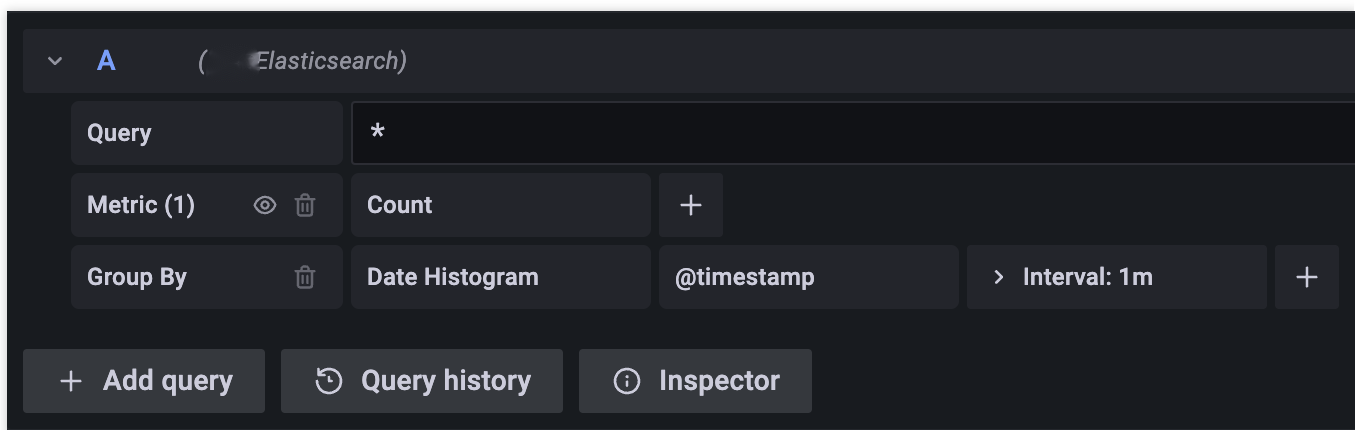 A (Elasticsearch)
Query *
Metric (1) Count +
Group By Date Histogram @timestamp > Interval: 1m +
+ Add query Query history Inspector